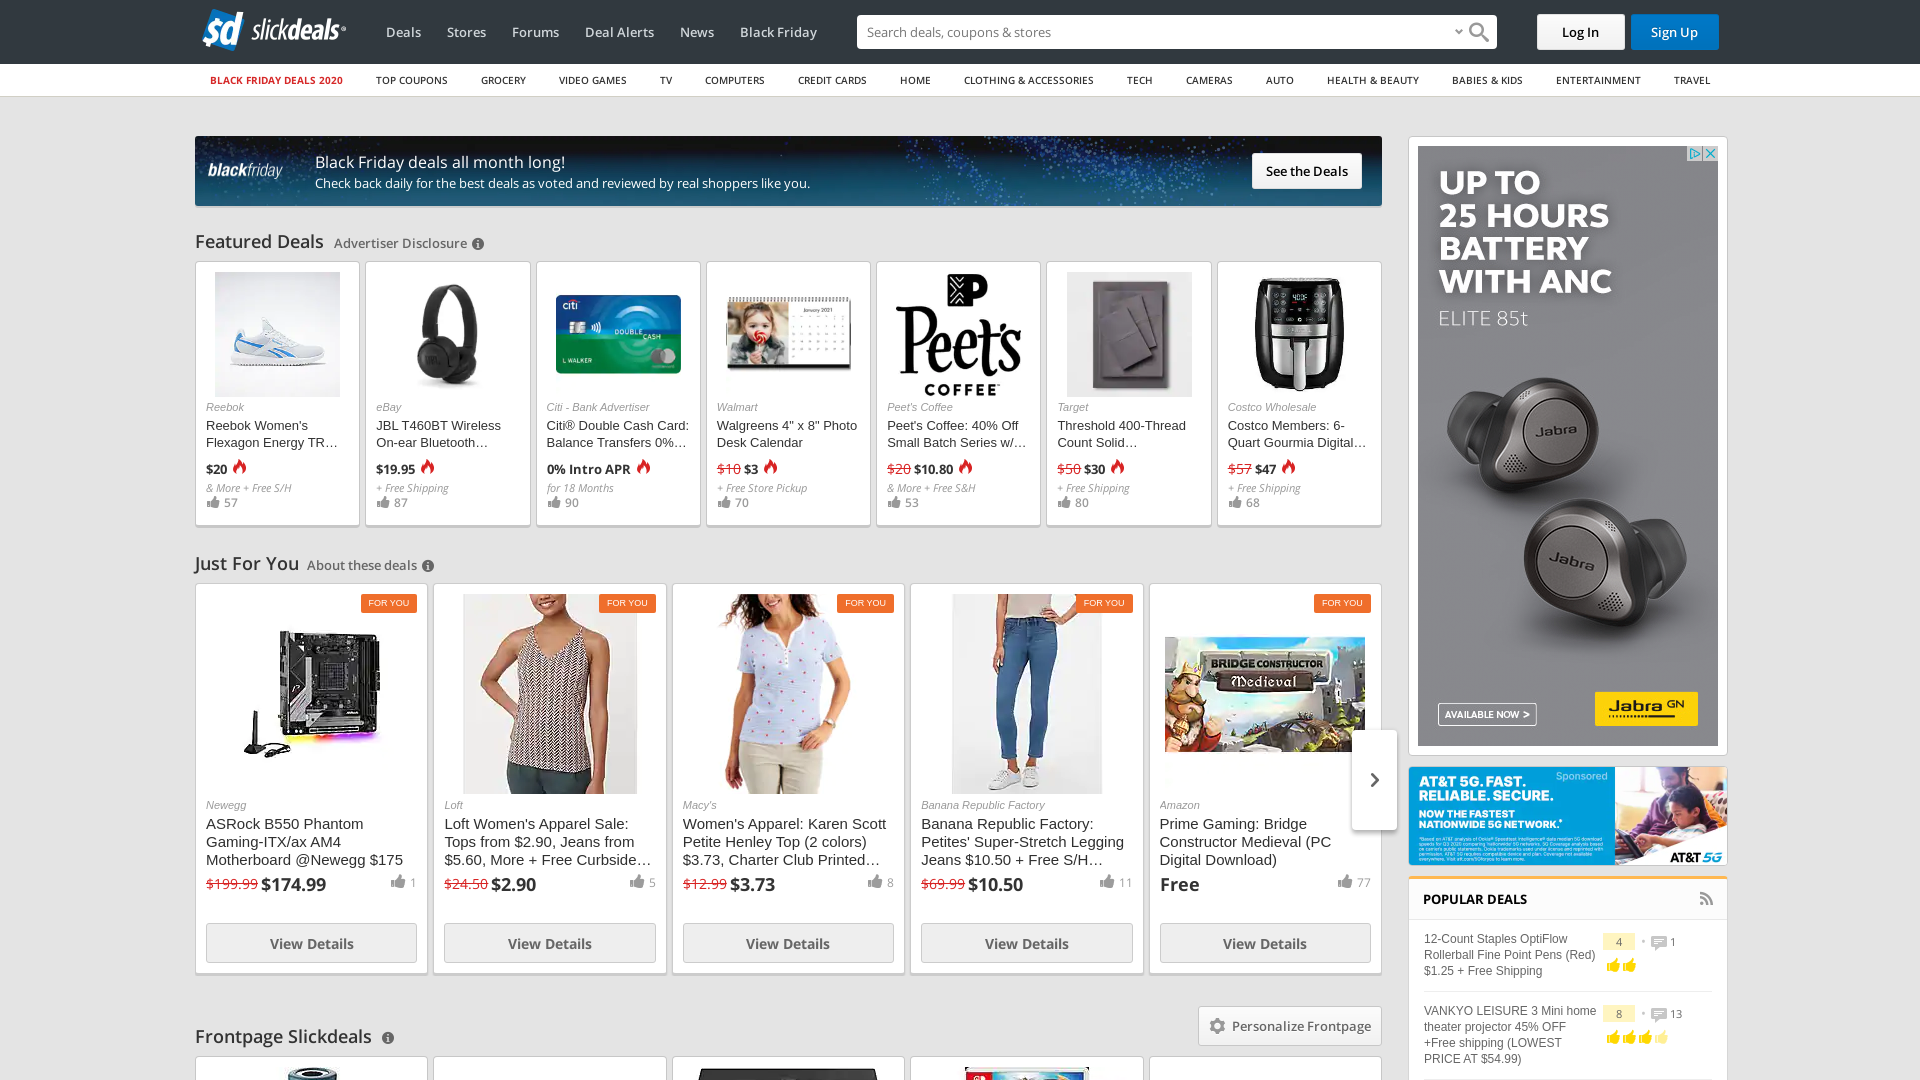 slickdeals
Deals
Stores
Forums
Deal Alerts
News
Black Friday
Search deals, coupons & stores
Log In
Sign Up
BLACK FRIDAY DEALS 2020
TOP COUPONS
GROCERY
VIDEO GAMES
TV
COMPUTERS
CREDIT CARDS
HOME
CLOTHING & ACCESSORIES
TECH
CAMERAS
AUTO
HEALTH & BEAUTY
BABIES & KIDS
ENTERTAINMENT
TRAVEL
blackfriday
Black Friday deals all month long!
Check back daily for the best deals as voted and reviewed by real shoppers like you.
See the Deals
Featured Deals
Advertiser Disclosure
Reebok
Reebok Women's
Flexagon Energy TR…
$20
& More + Free S/H
57
eBay
JBL T460BT Wireless
On-ear Bluetooth…
$19.95
+ Free Shipping
87
citi
DOUBLE
CASH
L WALKER
Citi - Bank Advertiser
Citi® Double Cash Card:
Balance Transfers 0%…
0% Intro APR
for 18 Months
90
January 2021
Walmart
Walgreens 4" x 8" Photo
Desk Calendar
$10 $3
+ Free Store Pickup
70
Peet's
COFFEE
Peet's Coffee
Peet's Coffee: 40% Off
Small Batch Series w/…
$20 $10.80
& More + Free S&H
53
Target
Threshold 400-Thread
Count Solid…
$50 $30
+ Free Shipping
80
Costco Wholesale
Costco Members: 6-
Quart Gourmia Digital…
$57 $47
+ Free Shipping
68
Just For You
About these deals
FOR YOU
Newegg
ASRock B550 Phantom
Gaming-ITX/ax AM4
Motherboard @Newegg $175
$199.99 $174.99
1
View Details
FOR YOU
Loft
Loft Women's Apparel Sale:
Tops from $2.90, Jeans from
$5.60, More + Free Curbside…
$24.50 $2.90
5
View Details
FOR YOU
Macy's
Women's Apparel: Karen Scott
Petite Henley Top (2 colors)
$3.73, Charter Club Printed…
$12.99 $3.73
8
View Details
FOR YOU
Banana Republic Factory
Banana Republic Factory:
Petites' Super-Stretch Legging
Jeans $10.50 + Free S/H…
$69.99 $10.50
11
View Details
FOR YOU
BRIDGE CONSTRUCTOR
Medieval
Amazon
Prime Gaming: Bridge
Constructor Medieval (PC
Digital Download)
Free
77
View Details
Frontpage Slickdeals
Personalize Frontpage
UP TO
25 HOURS
BATTERY
WITH ANC
ELITE 85t
Jabra
Jabra
AVAILABLE NOW >
Jabra GN
AT&T 5G. FAST.
RELIABLE. SECURE.
Sponsored
NOW THE FASTEST
NATIONWIDE 5G NETWORK.*
AT&T 5G
POPULAR DEALS
12-Count Staples OptiFlow
Rollerball Fine Point Pens (Red)
$1.25 + Free Shipping
4
1
VANKYO LEISURE 3 Mini home
theater projector 45% OFF
+Free shipping (LOWEST
PRICE AT $54.99)
8
13